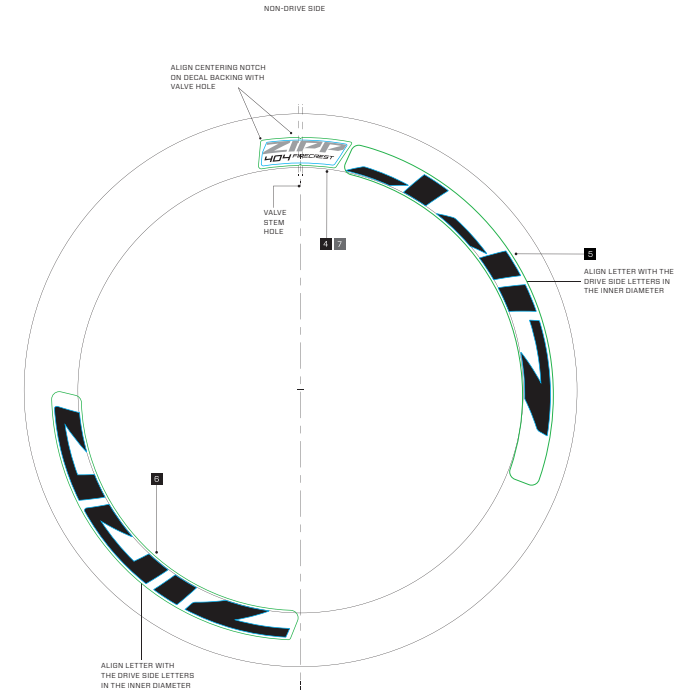 NON-DRIVE SIDE
ALIGN CENTERING NOTCH
ON DECAL BACKING WITH
VALVE HOLE
ZIPP
404 FIRECREST
VALVE
STEM
HOLE
4 7
5
ALIGN LETTER WITH THE
DRIVE SIDE LETTERS IN
THE INNER DIAMETER
6
ALIGN LETTER WITH
THE DRIVE SIDE LETTERS
IN THE INNER DIAMETER